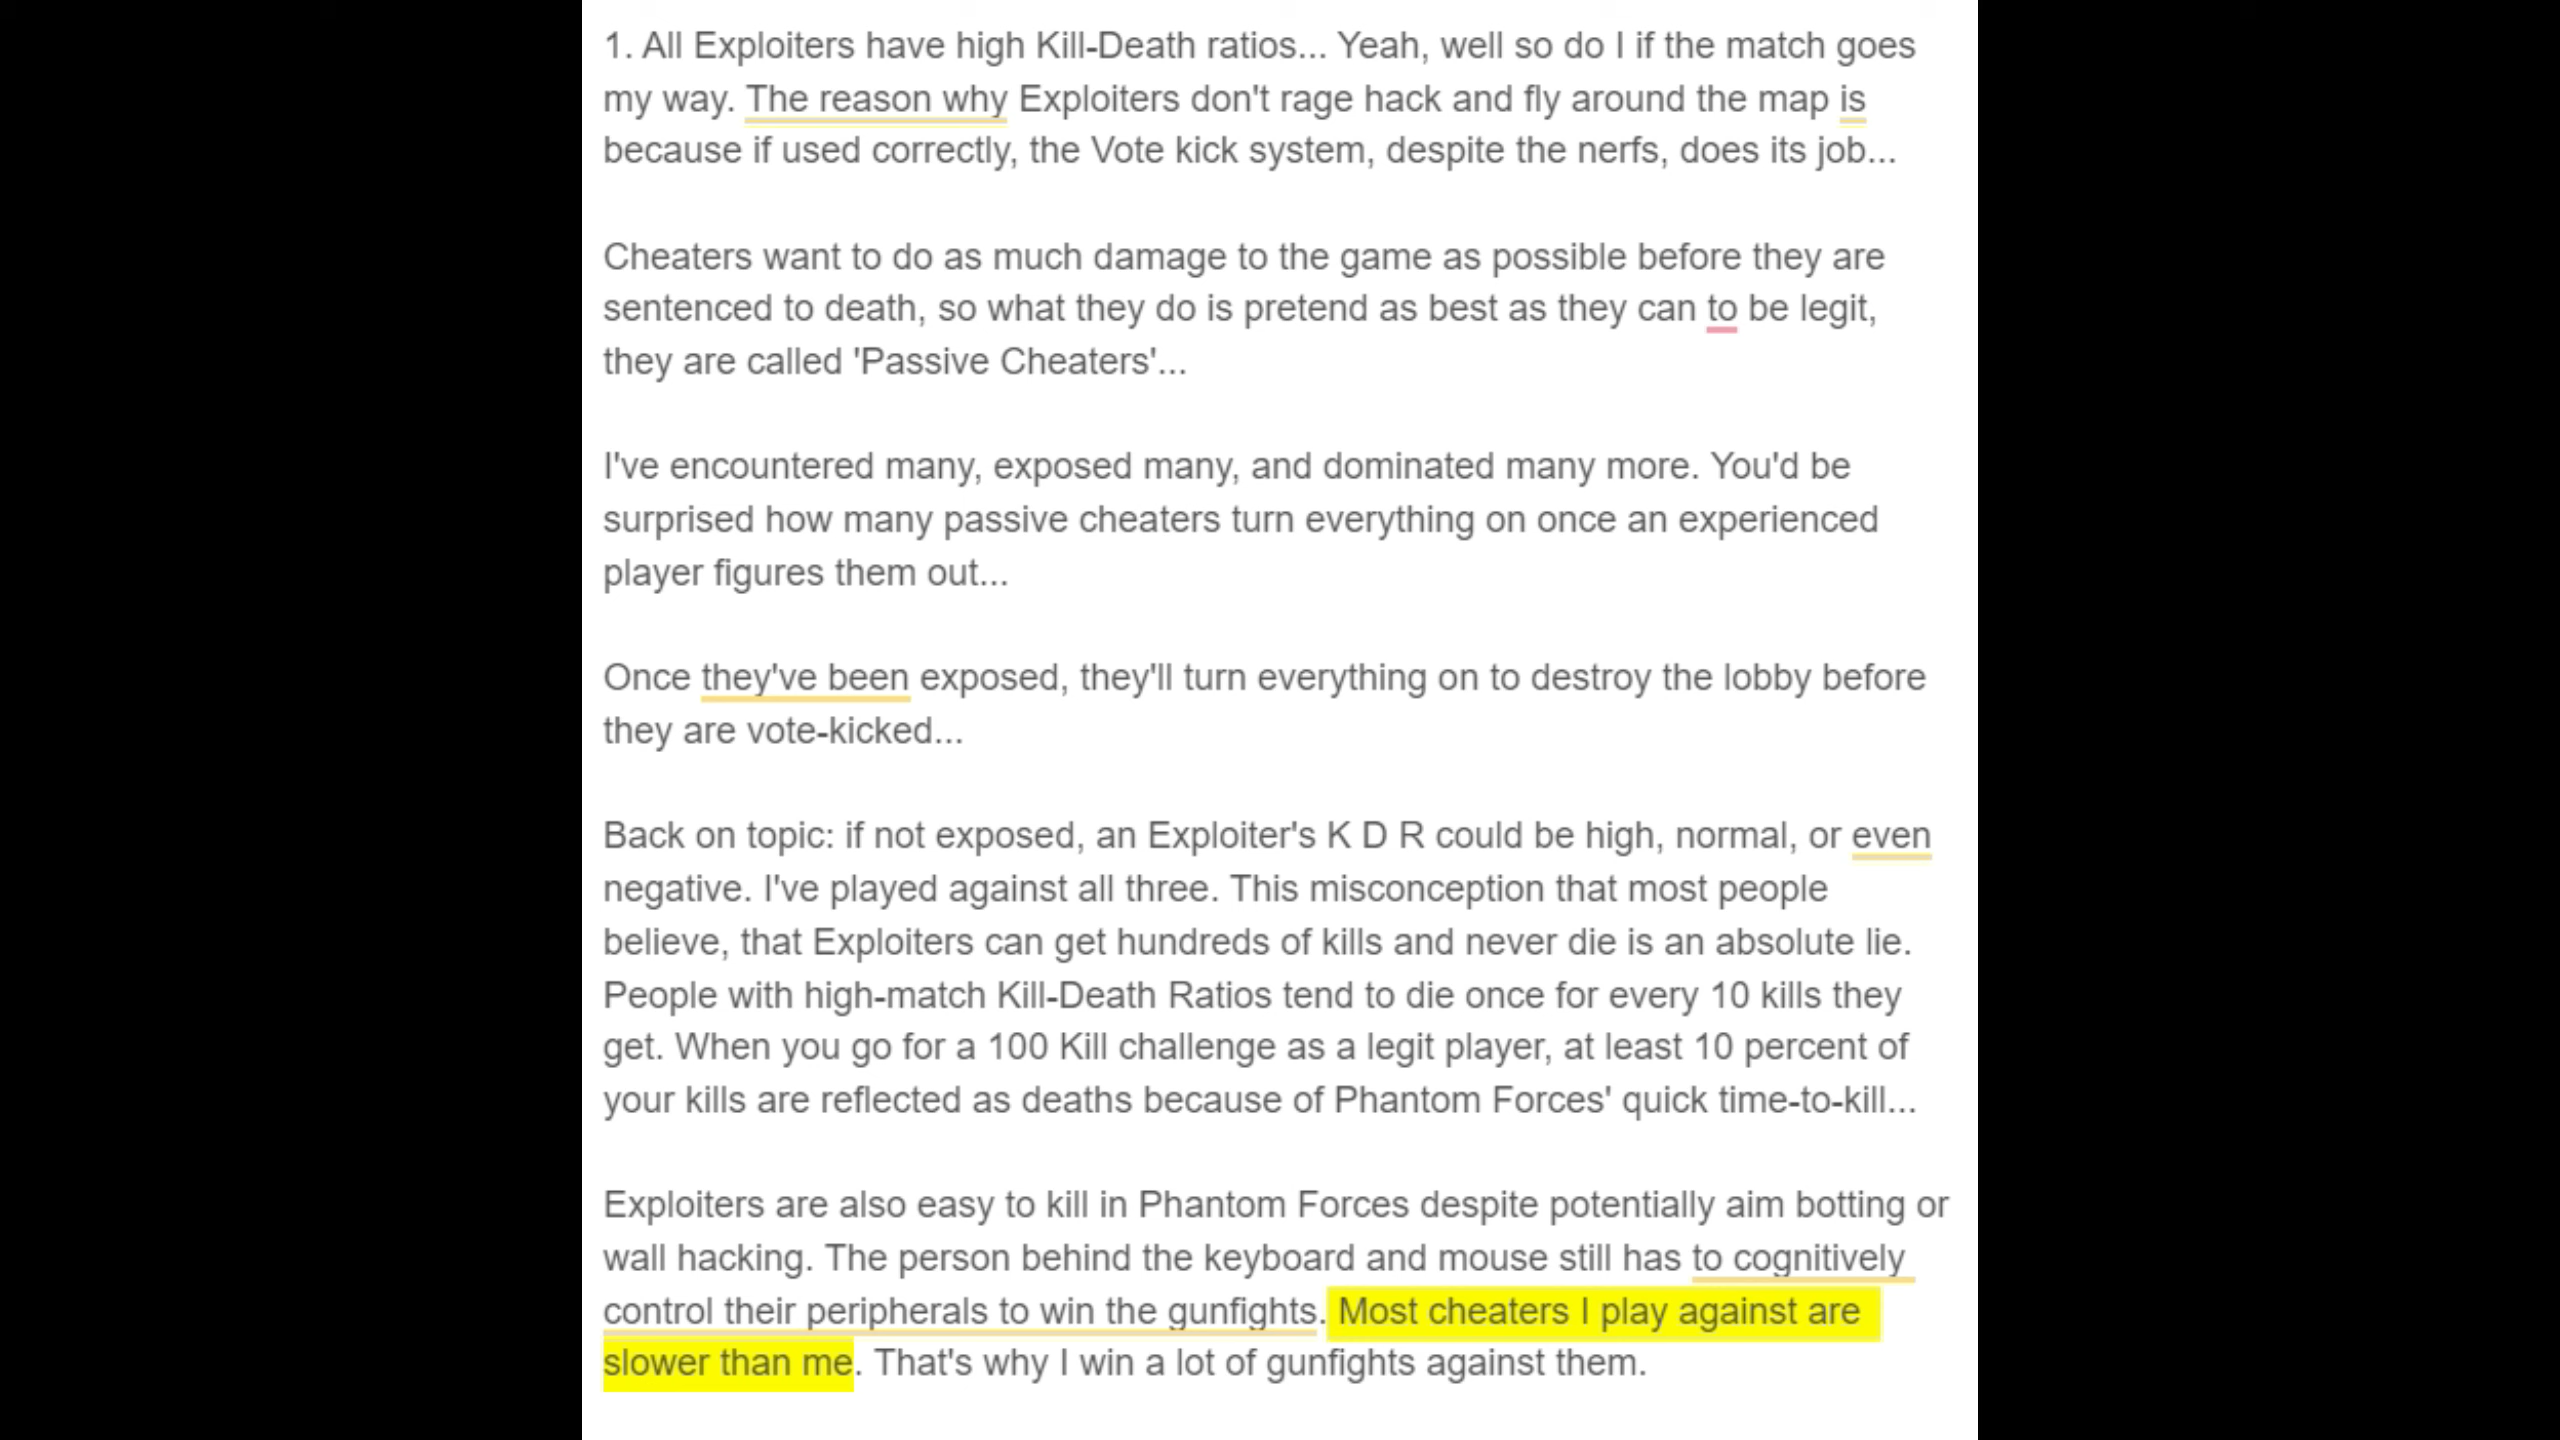 1. All Exploiters have high Kill-Death ratios... Yeah, well so do I if the match goes
my way. The reason why Exploiters don't rage hack and fly around the map is
because if used correctly, the Vote kick system, despite the nerfs, does its job...
Cheaters want to do as much damage to the game as possible before they are
sentenced to death, so what they do is pretend as best as they can to be legit,
they are called 'Passive Cheaters'...
I've encountered many, exposed many, and dominated many more. You'd be
surprised how many passive cheaters turn everything on once an experienced
player figures them out...
Once they've been exposed, they'll turn everything on to destroy the lobby before
they are vote-kicked...
Back on topic: if not exposed, an Exploiter's K D R could be high, normal, or even
negative. I've played against all three. This misconception that most people
believe, that Exploiters can get hundreds of kills and never die is an absolute lie.
People with high-match Kill-Death Ratios tend to die once for every 10 kills they
get. When you go for a 100 Kill challenge as a legit player, at least 10 percent of
your kills are reflected as deaths because of Phantom Forces' quick time-to-kill...
Exploiters are also easy to kill in Phantom Forces despite potentially aim botting or
wall hacking. The person behind the keyboard and mouse still has to cognitively
control their peripherals to win the gunfights. Most cheaters I play against are
slower than me. That's why I win a lot of gunfights against them.